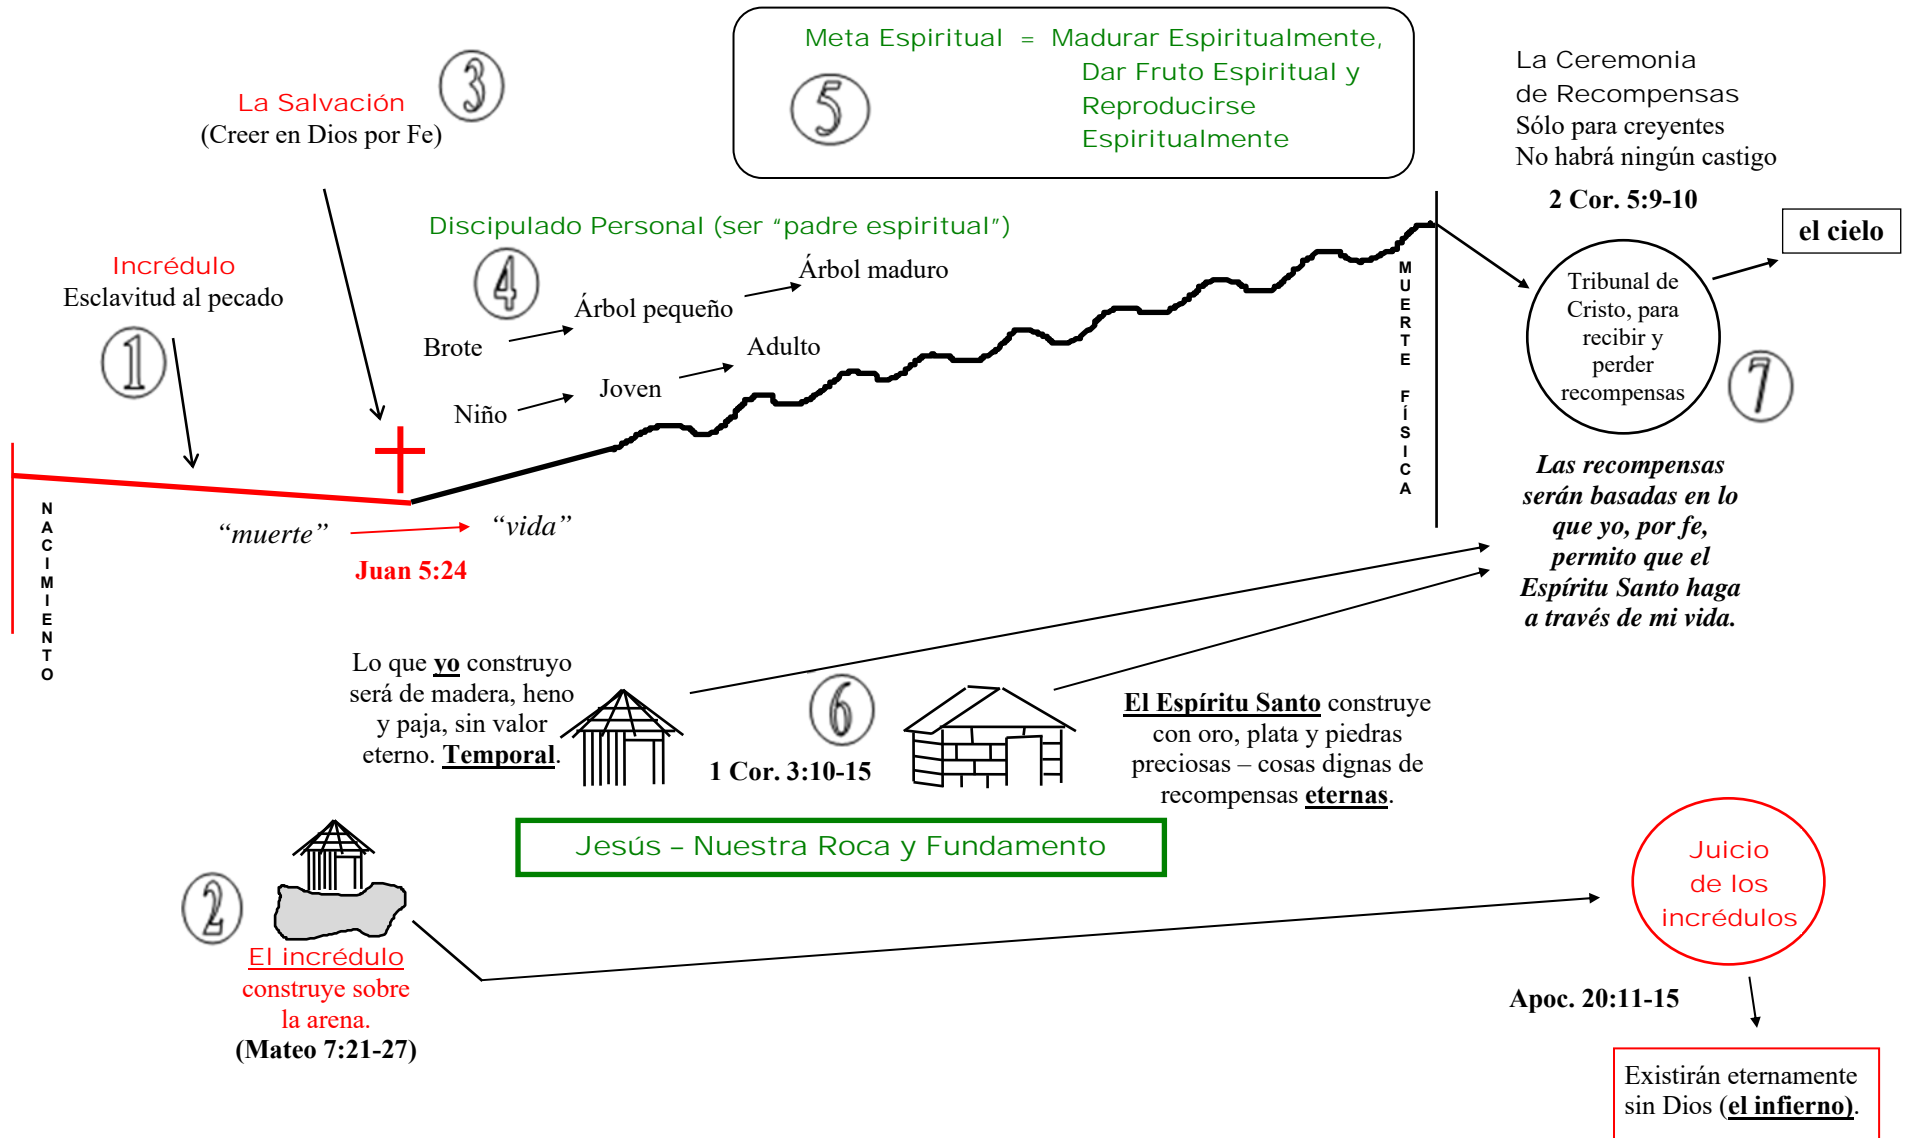 Meta Espiritual = Madurar Espiritualmente,
Dar Fruto Espiritual y
Reproducirse
Espiritualmente
5
La Salvación
(Creer en Dios por Fe)
3
La Ceremonia
de Recompensas
Sólo para creyentes
No habrá ningún castigo
2 Cor. 5:9-10
el cielo
Discipulado Personal (ser “padre espiritual”)
4
Incrédulo
Esclavitud al pecado
1
Brote
Árbol pequeño
Árbol maduro
Niño
Joven
Adulto
MUERTE FÍSICA
Tribunal de
Cristo, para
recibir y
perder
recompensas
7
NACIMIENTO
“muerte”
“vida”
Juan 5:24
Las recompensas
serán basadas en lo
que yo, por fe,
permito que el
Espíritu Santo haga
a través de mi vida.
Lo que yo construyo
será de madera, heno
y paja, sin valor
eterno. Temporal.
6
1 Cor. 3:10-15
El Espíritu Santo construye
con oro, plata y piedras
preciosas – cosas dignas de
recompensas eternas.
Jesús – Nuestra Roca y Fundamento
2
El incrédulo
construye sobre
la arena.
(Mateo 7:21-27)
Juicio
de los
incrédulos
Apoc. 20:11-15
Existirán eternamente
sin Dios (el infierno).